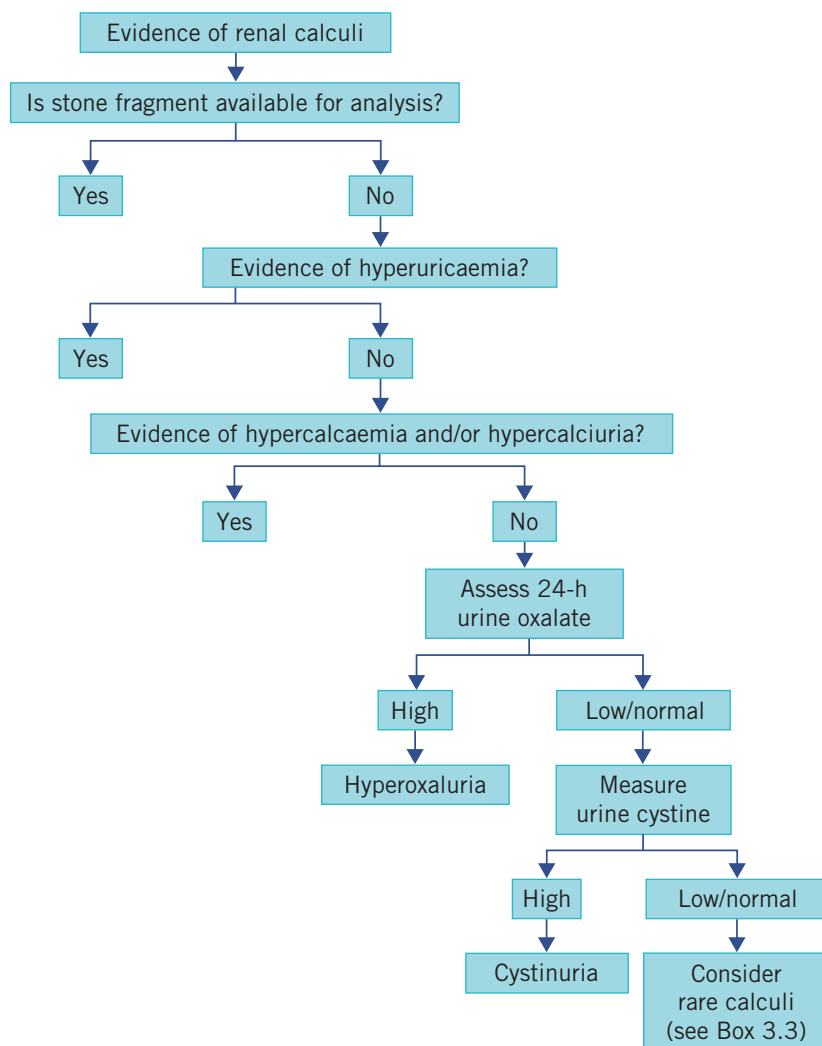 Evidence of renal calculi
Is stone fragment available for analysis?
Yes
No
Evidence of hyperuricaemia?
Yes
No
Evidence of hypercalcaemia and/or hypercalciuria?
Yes
No
Assess 24-h
urine oxalate
High
Low/normal
Hyperoxaluria
Measure
urine cystine
High
Low/normal
Cystinuria
Consider
rare calculi
(see Box 3.3)